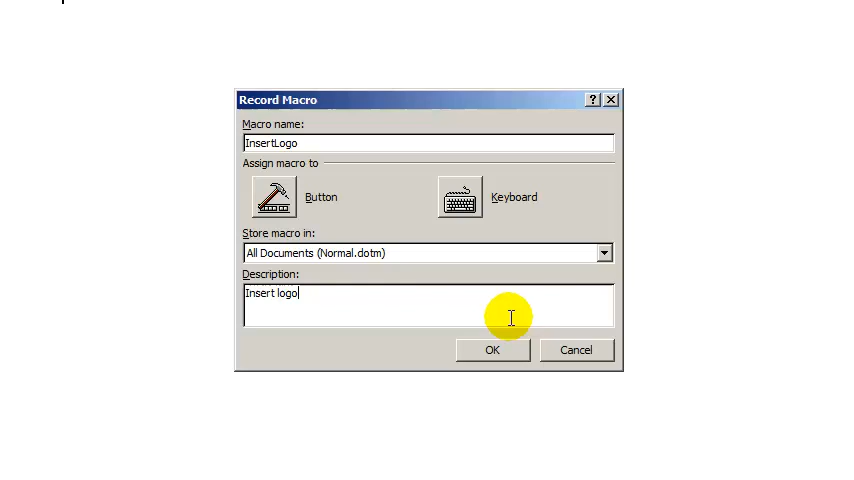 Record Macro
Macro name:
InsertLogo
Assign macro to
Button
Keyboard
Store macro in:
All Documents (Normal.dotm)
Description:
Insert logo
OK
Cancel